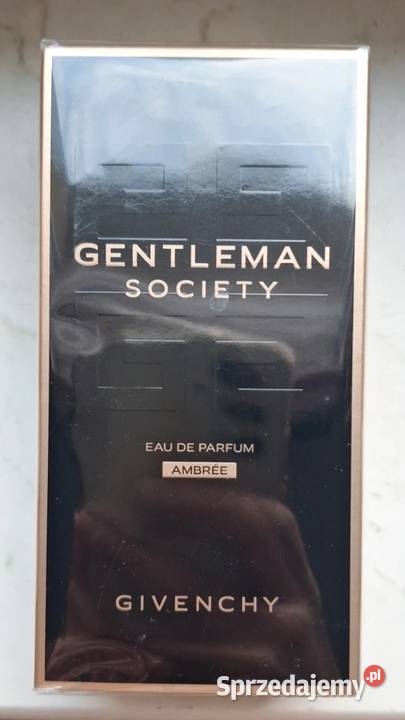 GENTLEMAN
SOCIETY
EAU DE PARFUM
AMBRÉE
GIVENCHY
Sprzedajemy.pl